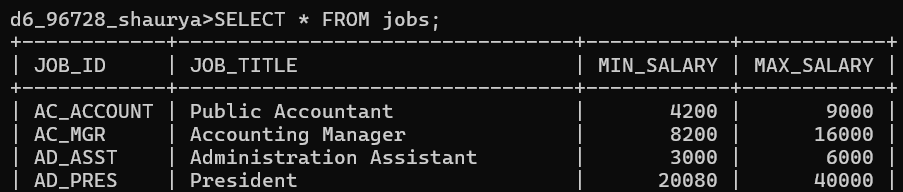 d6_96728_shaurya>SELECT * FROM jobs;
+------------+---------------------------------+------------+------------+
| JOB_ID     | JOB_TITLE                       | MIN_SALARY | MAX_SALARY |
+------------+---------------------------------+------------+------------+
| AC_ACCOUNT | Public Accountant               |       4200 |       9000 |
| AC_MGR     | Accounting Manager              |       8200 |      16000 |
| AD_ASST    | Administration Assistant        |       3000 |       6000 |
| AD_PRES    | President                       |      20080 |      40000 |